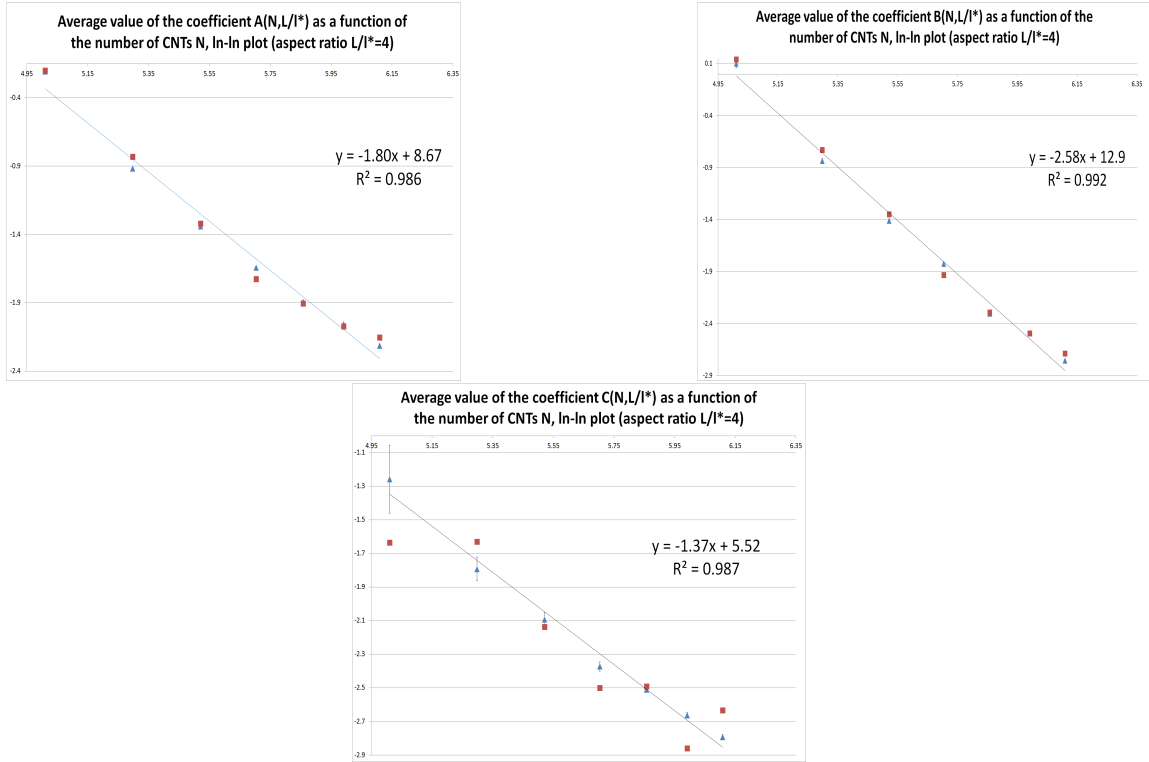 Average value of the coefficient A(N,L/l*) as a function of
the number of CNTs N, ln-ln plot (aspect ratio L/l*=4)
4.95 5.15 5.35 5.55 5.75 5.95 6.15 6.35
-0.4
-0.9
-1.4
-1.9
-2.4
y = -1.80x + 8.67
R² = 0.986
Average value of the coefficient B(N,L/l*) as a function of the
number of CNTs N, ln-ln plot (aspect ratio L/l*=4)
0.1
4.95 5.15 5.35 5.55 5.75 5.95 6.15 6.35
-0.4
-0.9
-1.4
-1.9
-2.4
-2.9
y = -2.58x + 12.9
R² = 0.992
Average value of the coefficient C(N,L/l*) as a function of
the number of CNTs N, ln-ln plot (aspect ratio L/l*=4)
4.95 5.15 5.35 5.55 5.75 5.95 6.15 6.35
-1.1
-1.3
-1.5
-1.7
-1.9
-2.1
-2.3
-2.5
-2.7
-2.9
y = -1.37x + 5.52
R² = 0.987